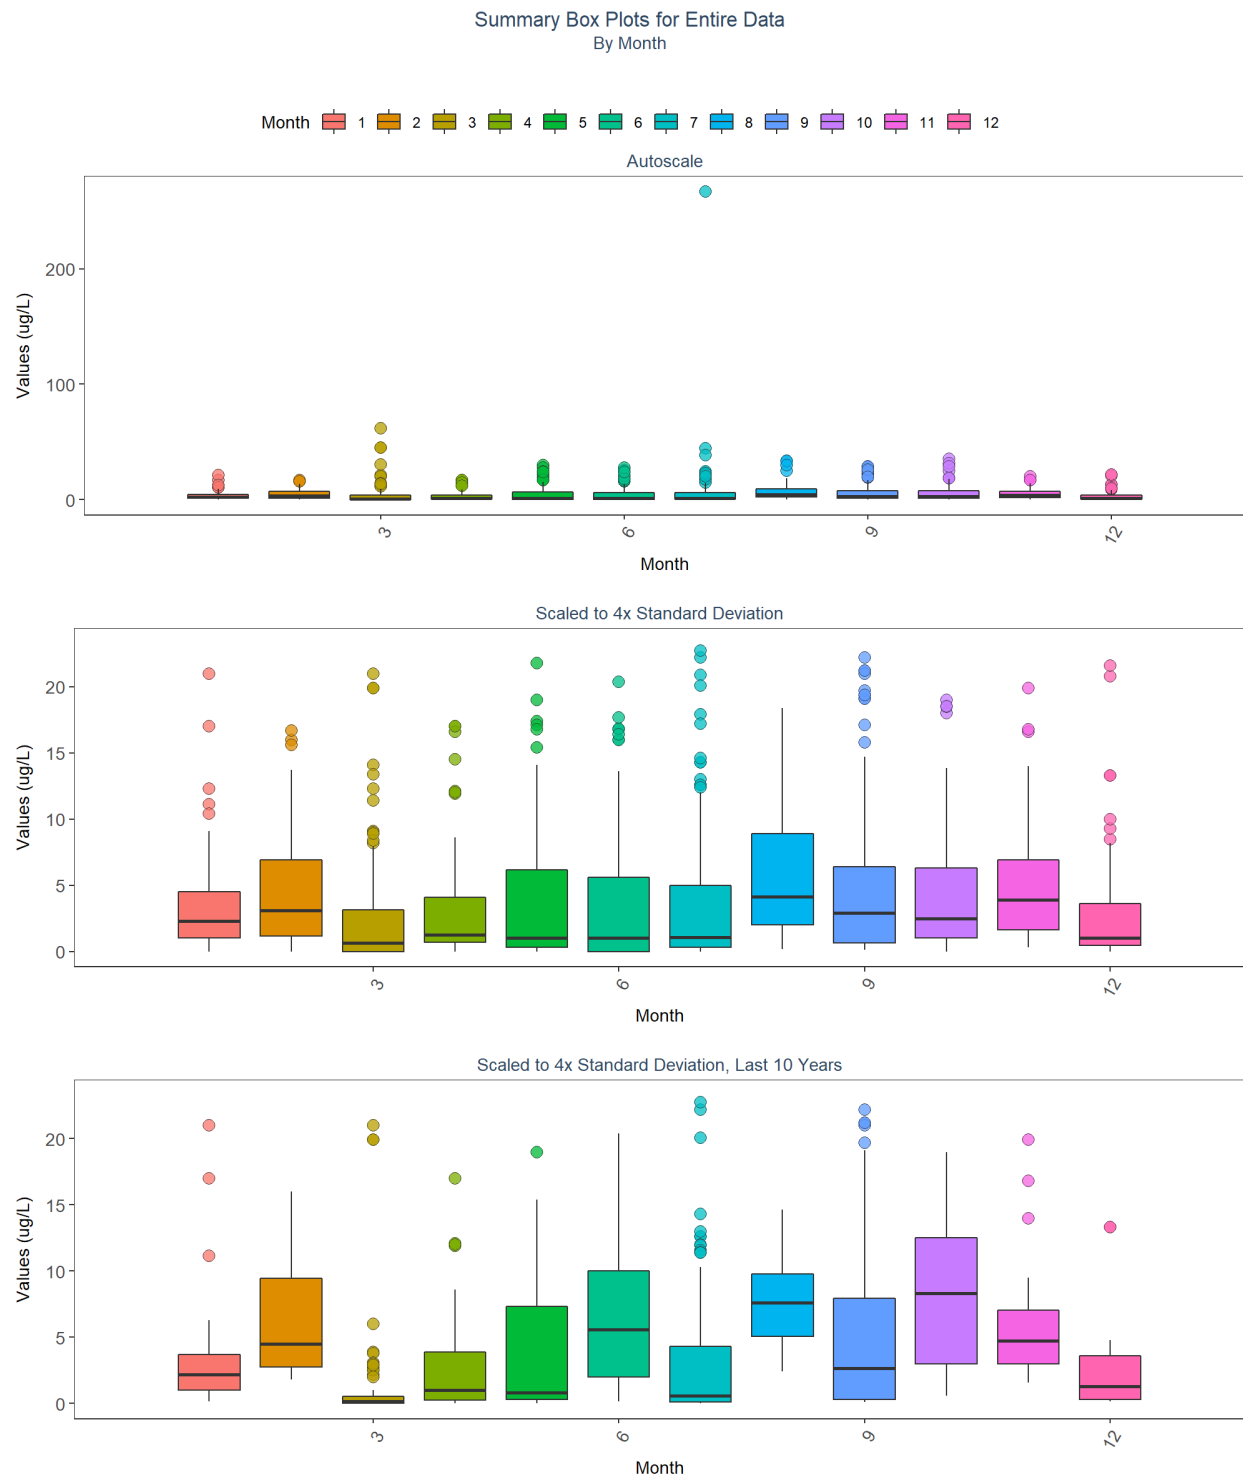 Summary Box Plots for Entire Data
By Month
Month 1 2 3 4 5 6 7 8 9 10 11 12
Autoscale
Values (ug/L)
200
100
0
3 6 9 12
Month
Scaled to 4x Standard Deviation
Values (ug/L)
20
15
10
5
0
3 6 9 12
Month
Scaled to 4x Standard Deviation, Last 10 Years
Values (ug/L)
20
15
10
5
0
3 6 9 12
Month